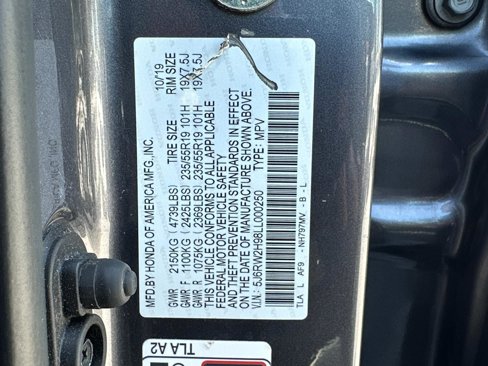 MFD. BY HONDA OF AMERICA MFG., INC. 10/19
TIRE SIZE RIM SIZE
GVWR 2150KG (4739LBS)
GAWR F 1100KG (2425LBS) 235/55R19 101H 19X7.5J
GAWR R 1075KG (2369LBS) 235/55R19 101H 19X7.5J
THIS VEHICLE CONFORMS TO ALL APPLICABLE
FEDERAL MOTOR VEHICLE SAFETY
AND THEFT PREVENTION STANDARDS IN EFFECT
ON THE DATE OF MANUFACTURE SHOWN ABOVE.
V.I.N.: 5J6RW2H98LL000250 TYPE: MPV
TLA L AF9 - NH797MV - B - L
TLA A2